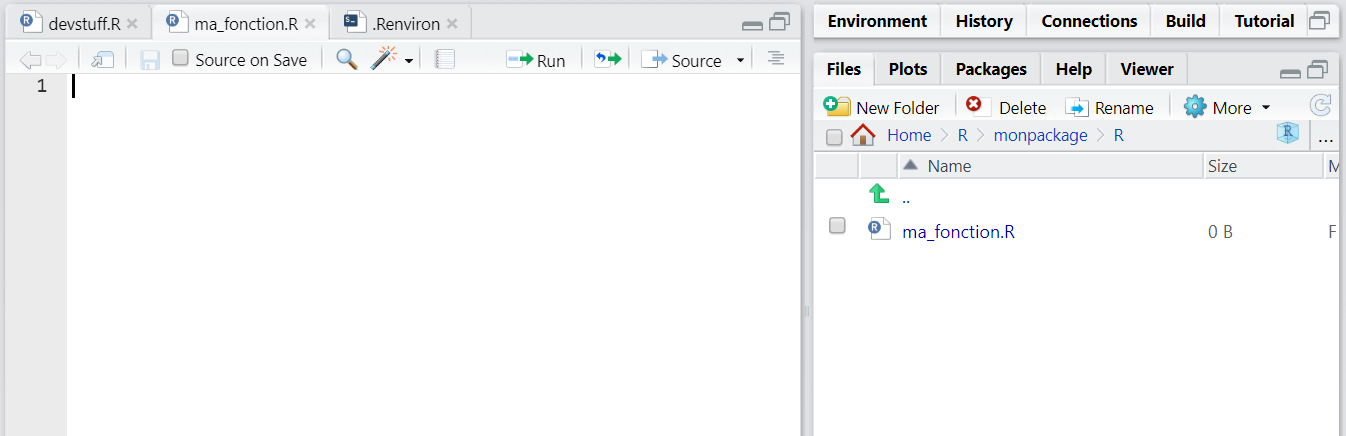 devstuff.R ma_fonction.R .Renviron
Source on Save Run Source
1
Environment History Connections Build Tutorial
Files Plots Packages Help Viewer
New Folder Delete Rename More
Home R monpackage R R ...
Name Size M
..
R ma_fonction.R 0 B F